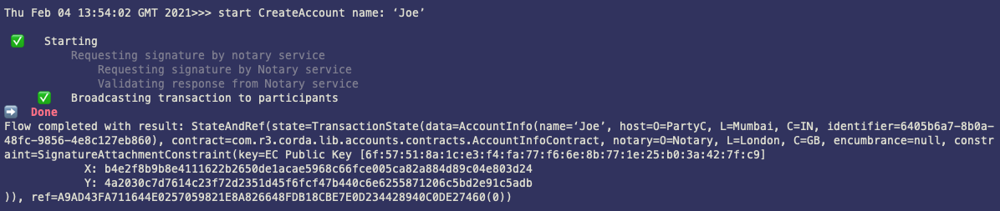 Thu Feb 04 13:54:02 GMT 2021>>> start CreateAccount name: ‘Joe’
✅ Starting
Requesting signature by notary service
Requesting signature by Notary service
Validating response from Notary service
✅ Broadcasting transaction to participants
➡️ Done
Flow completed with result: StateAndRef(state=TransactionState(data=AccountInfo(name=‘Joe’, host=O=PartyC, L=Mumbai, C=IN, identifier=6405b6a7-8b0a-
48fc-9856-4e8c127eb860), contract=com.r3.corda.lib.accounts.contracts.AccountInfoContract, notary=O=Notary, L=London, C=GB, encumbrance=null, constr
aint=SignatureAttachmentConstraint(key=EC Public Key [6f:57:51:8a:1c:e3:f4:fa:77:f6:6e:8b:77:1e:25:b0:3a:42:7f:c9]
X: b4e2f8b9b8e4111622b2650de1acae5968c66fce005ca82a884d89c04e803d24
Y: 4a2030c7d7614c23f72d2351d45f6fcf47b440c6e6255871206c5bd2e91c5adb
)), ref=A9AD43FA711644E0257059821E8A826648FDB18CBE7E0D234428940C0DE27460(0))